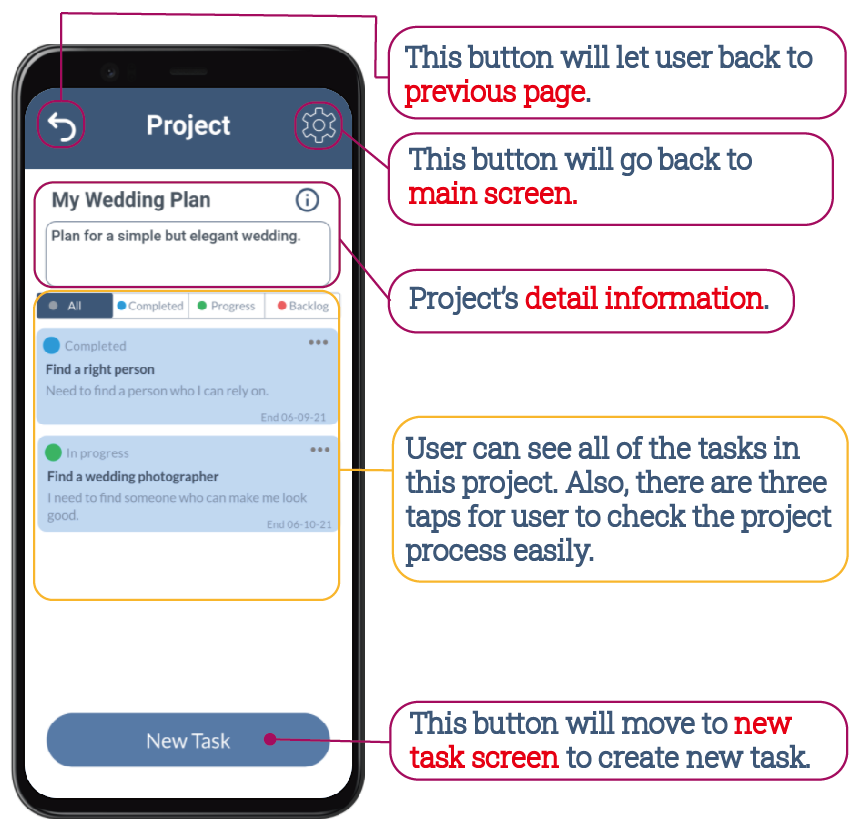 This button will let user back to
previous page.
Project
This button will go back to
main screen.
My Wedding Plan
Plan for a simple but elegant wedding.
Project's detail information.
All
Completed
Progress
Backlog
Completed
Find a right person
Need to find a person who I can rely on.
End 06-09-21
In progress
Find a wedding photographer
I need to find someone who can make me look
good.
End 06-10-21
User can see all of the tasks in
this project. Also, there are three
taps for user to check the project
process easily.
New Task
This button will move to new
task screen to create new task.